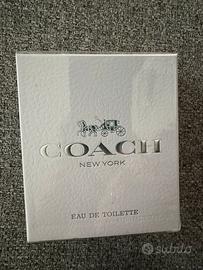 COACH
NEW YORK
EAU DE TOILETTE
subito